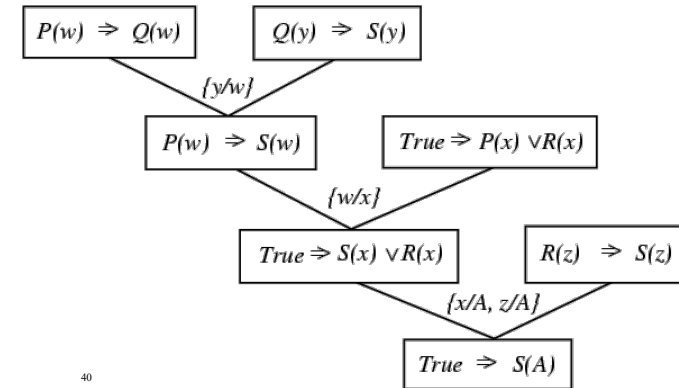 P(w) ⇒ Q(w)
Q(y) ⇒ S(y)
{y/w}
P(w) ⇒ S(w)
True ⇒ P(x) ∨R(x)
{w/x}
True ⇒ S(x) ∨R(x)
R(z) ⇒ S(z)
{x/A, z/A}
True ⇒ S(A)
40